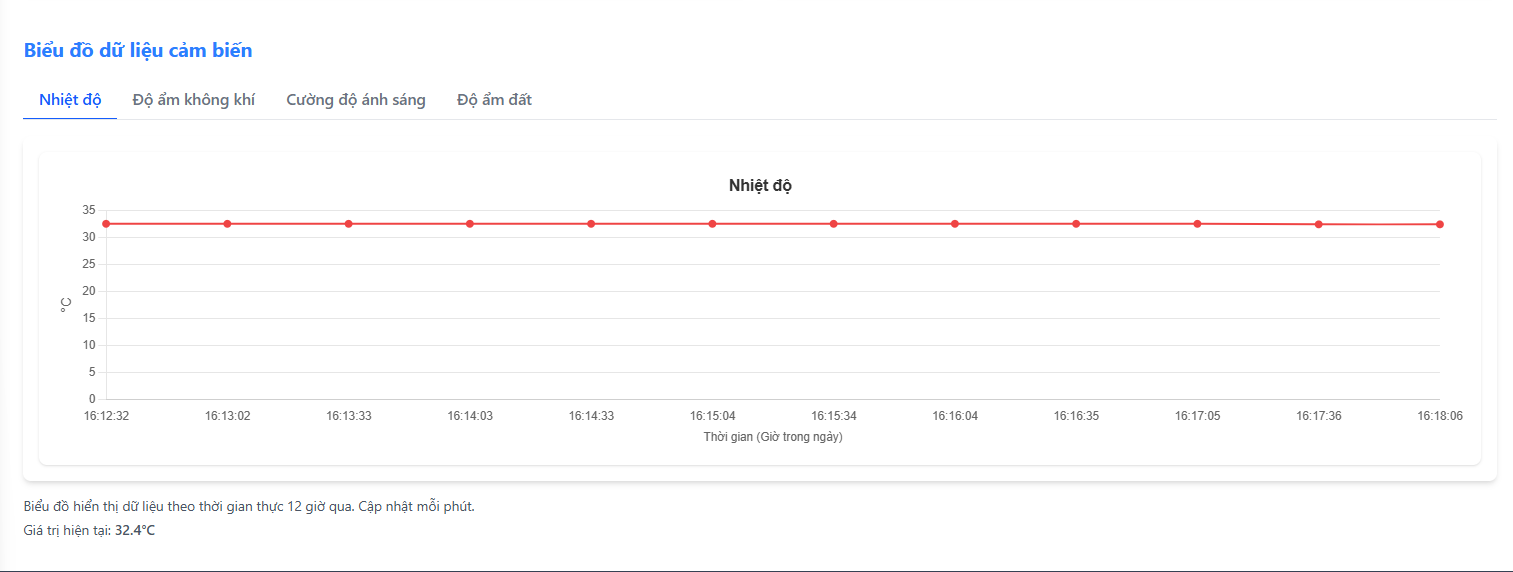 Biểu đồ dữ liệu cảm biến
Nhiệt độ Độ ẩm không khí Cường độ ánh sáng Độ ẩm đất
Nhiệt độ
35
30
25
20
15
10
5
0
°C
16:12:32 16:13:02 16:13:33 16:14:03 16:14:33 16:15:04 16:15:34 16:16:04 16:16:35 16:17:05 16:17:36 16:18:06
Thời gian (Giờ trong ngày)
Biểu đồ hiển thị dữ liệu theo thời gian thực 12 giờ qua. Cập nhật mỗi phút.
Giá trị hiện tại: 32.4°C